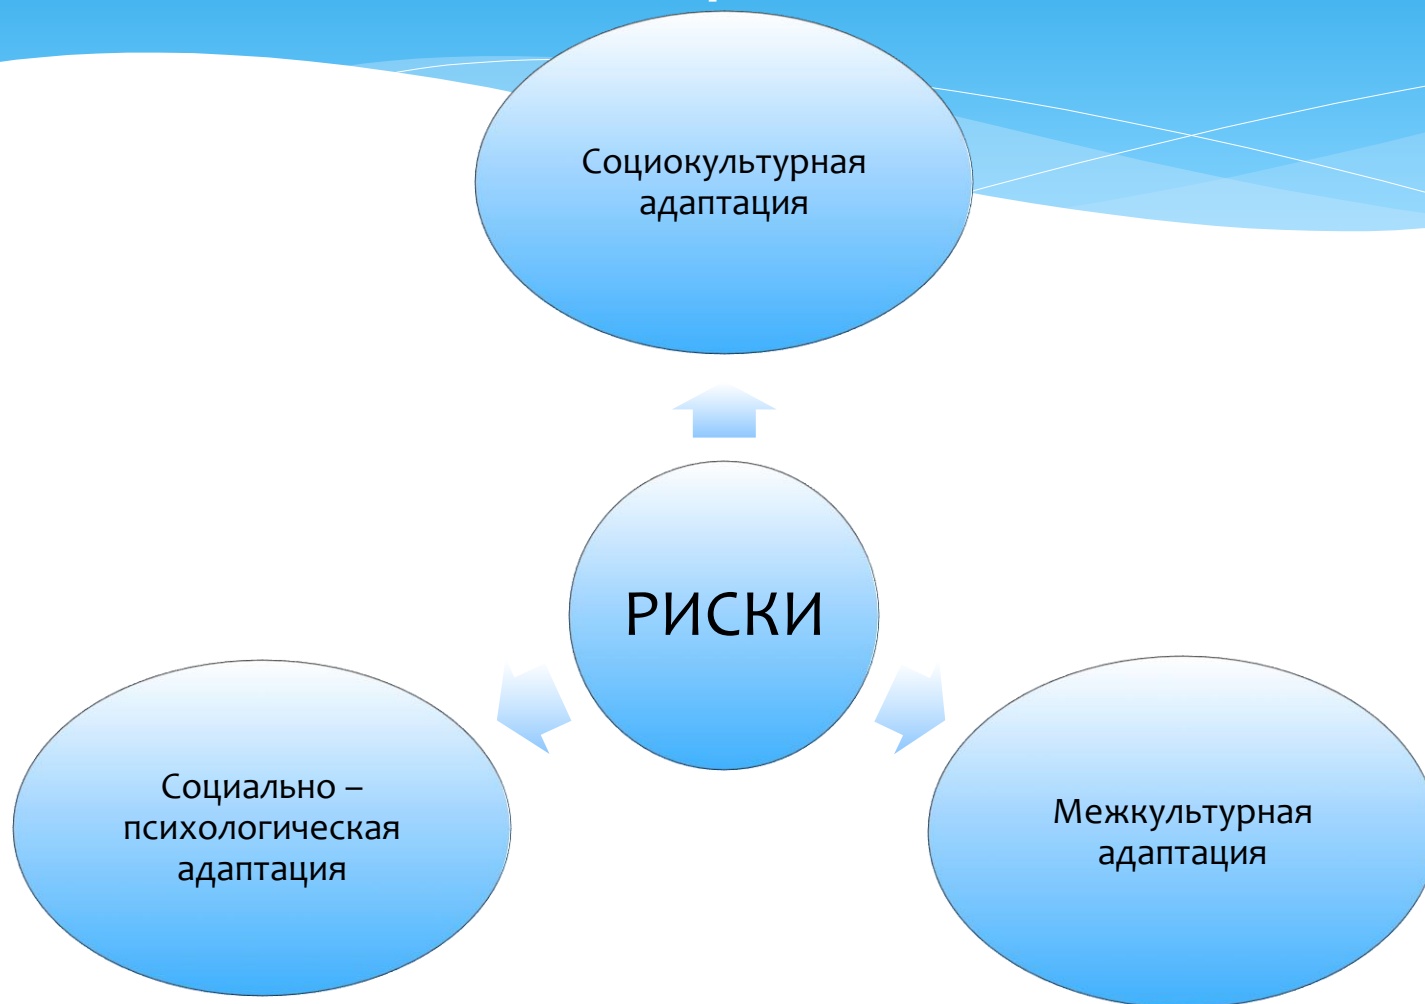 Социокультурная
адаптация
РИСКИ
Социально –
психологическая
адаптация
Межкультурная
адаптация